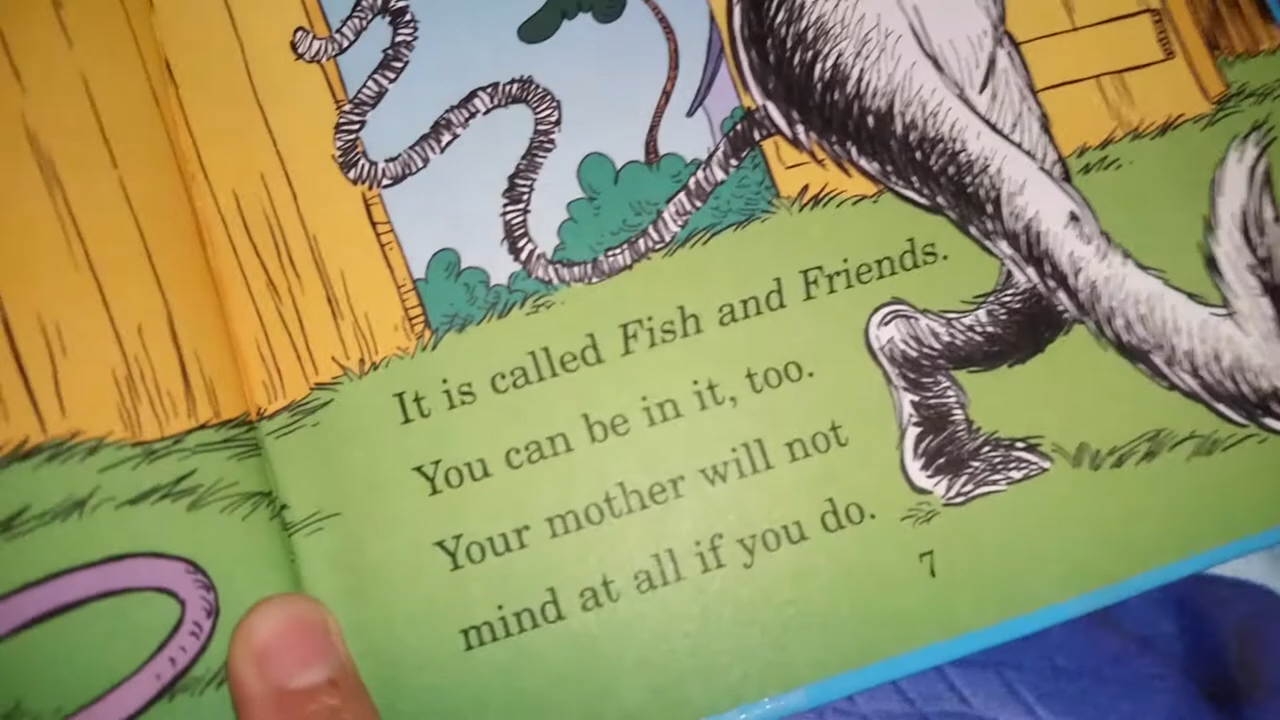 It is called Fish and Friends.
You can be in it, too.
Your mother will not
mind at all if you do.
7